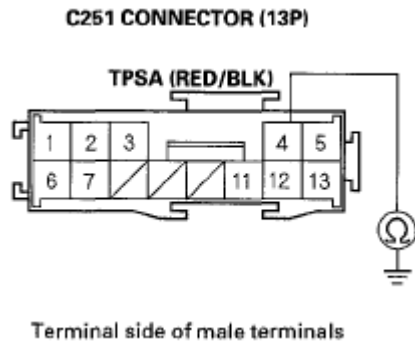 C251 CONNECTOR (13P)
TPSA (RED/BLK)
1 2 3 4 5
6 7 11 12 13
Ω
Terminal side of male terminals